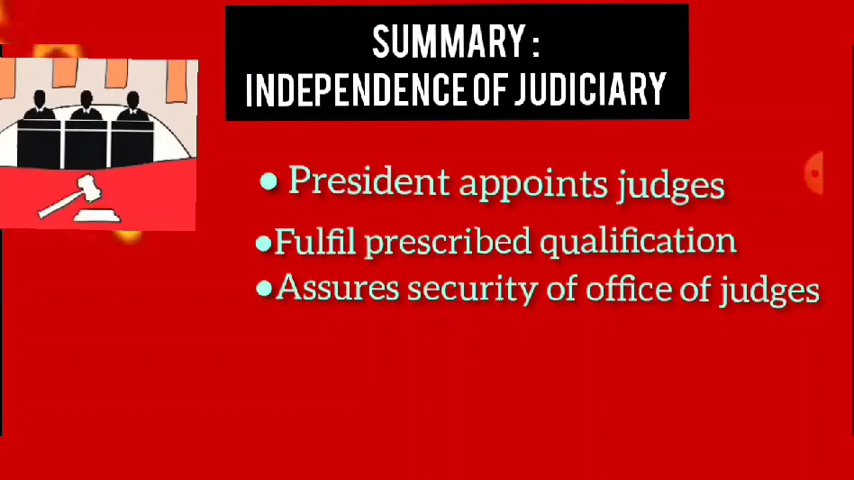 SUMMARY :
INDEPENDENCE OF JUDICIARY
• President appoints judges
•Fulfil prescribed qualification
•Assures security of office of judges